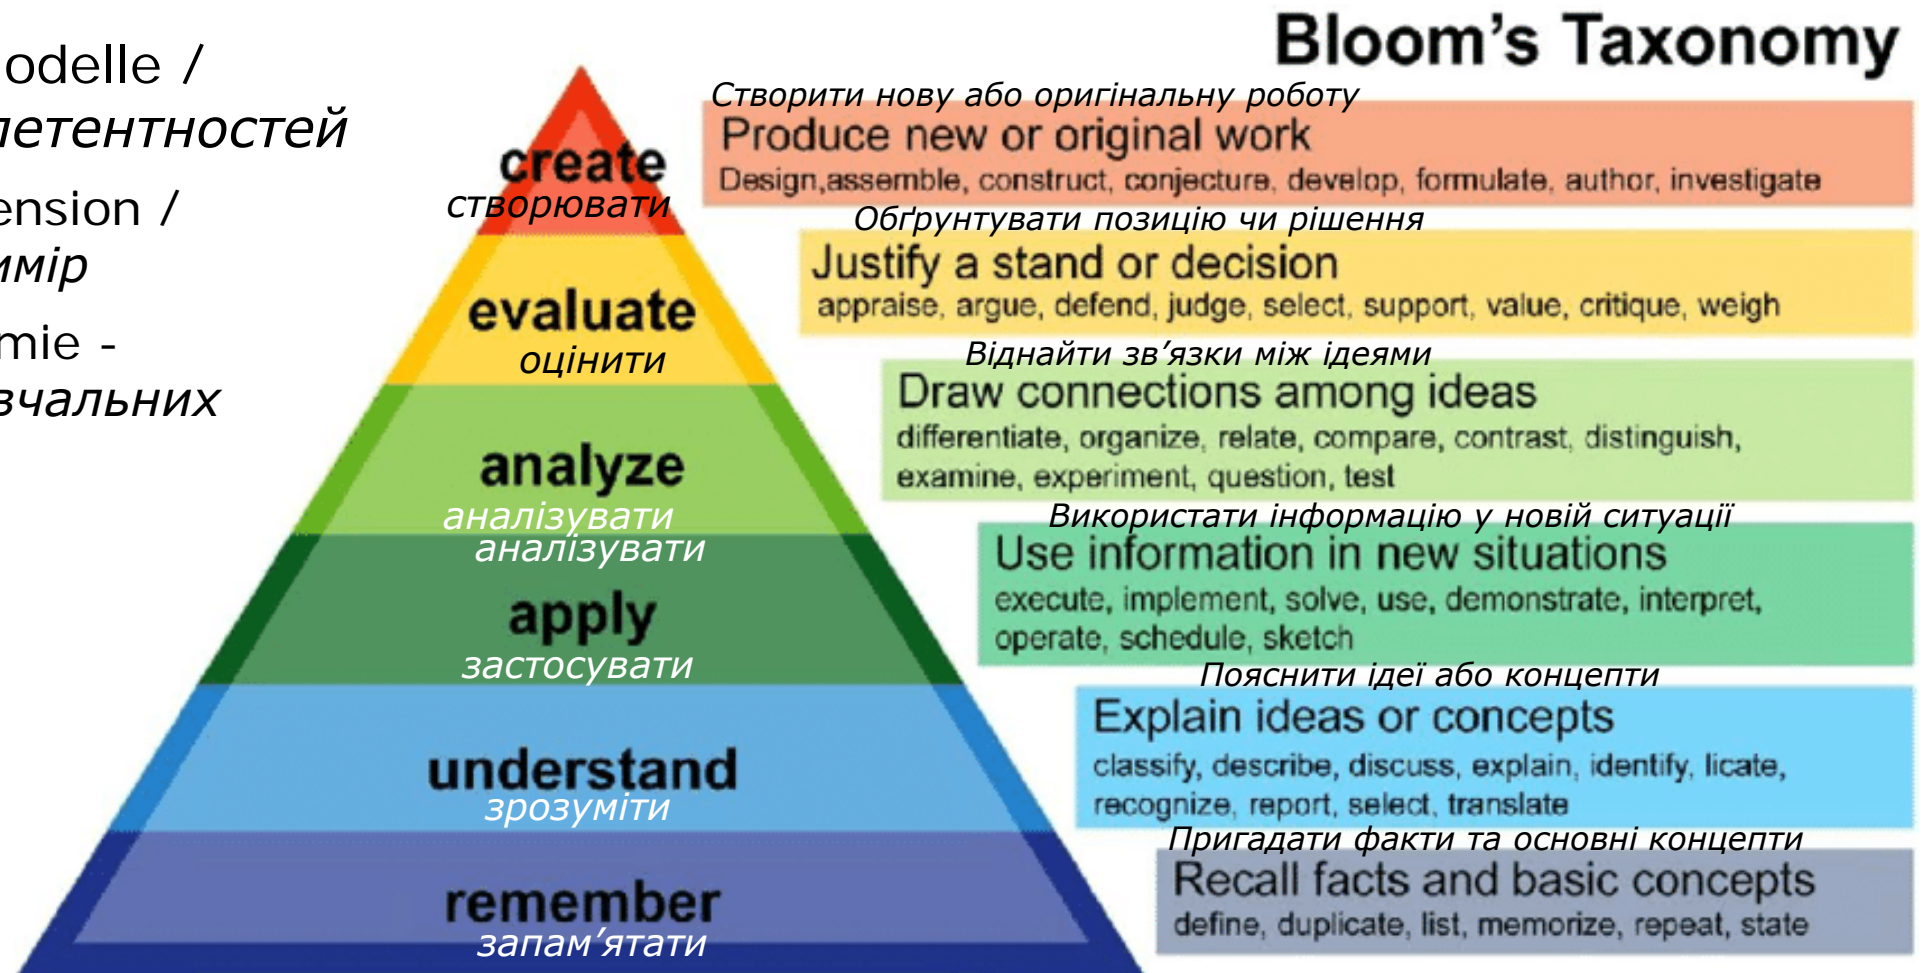 Bloom's Taxonomy
odelle /
петентностей
ension /
имір
mie -
вчальних
create
створювати
Створити нову або оригінальну роботу
Produce new or original work
Design,assemble, construct, conjecture, develop, formulate, author, investigate
evaluate
оцінити
Обґрунтувати позицію чи рішення
Justify a stand or decision
appraise, argue, defend, judge, select, support, value, critique, weigh
analyze
аналізувати
аналізувати
Віднайти зв’язки між ідеями
Draw connections among ideas
differentiate, organize, relate, compare, contrast, distinguish,
examine, experiment, question, test
apply
застосувати
Використати інформацію у новій ситуації
Use information in new situations
execute, implement, solve, use, demonstrate, interpret,
operate, schedule, sketch
understand
зрозуміти
Пояснити ідеї або концепти
Explain ideas or concepts
classify, describe, discuss, explain, identify, licate,
recognize, report, select, translate
remember
запам’ятати
Пригадати факти та основні концепти
Recall facts and basic concepts
define, duplicate, list, memorize, repeat, state